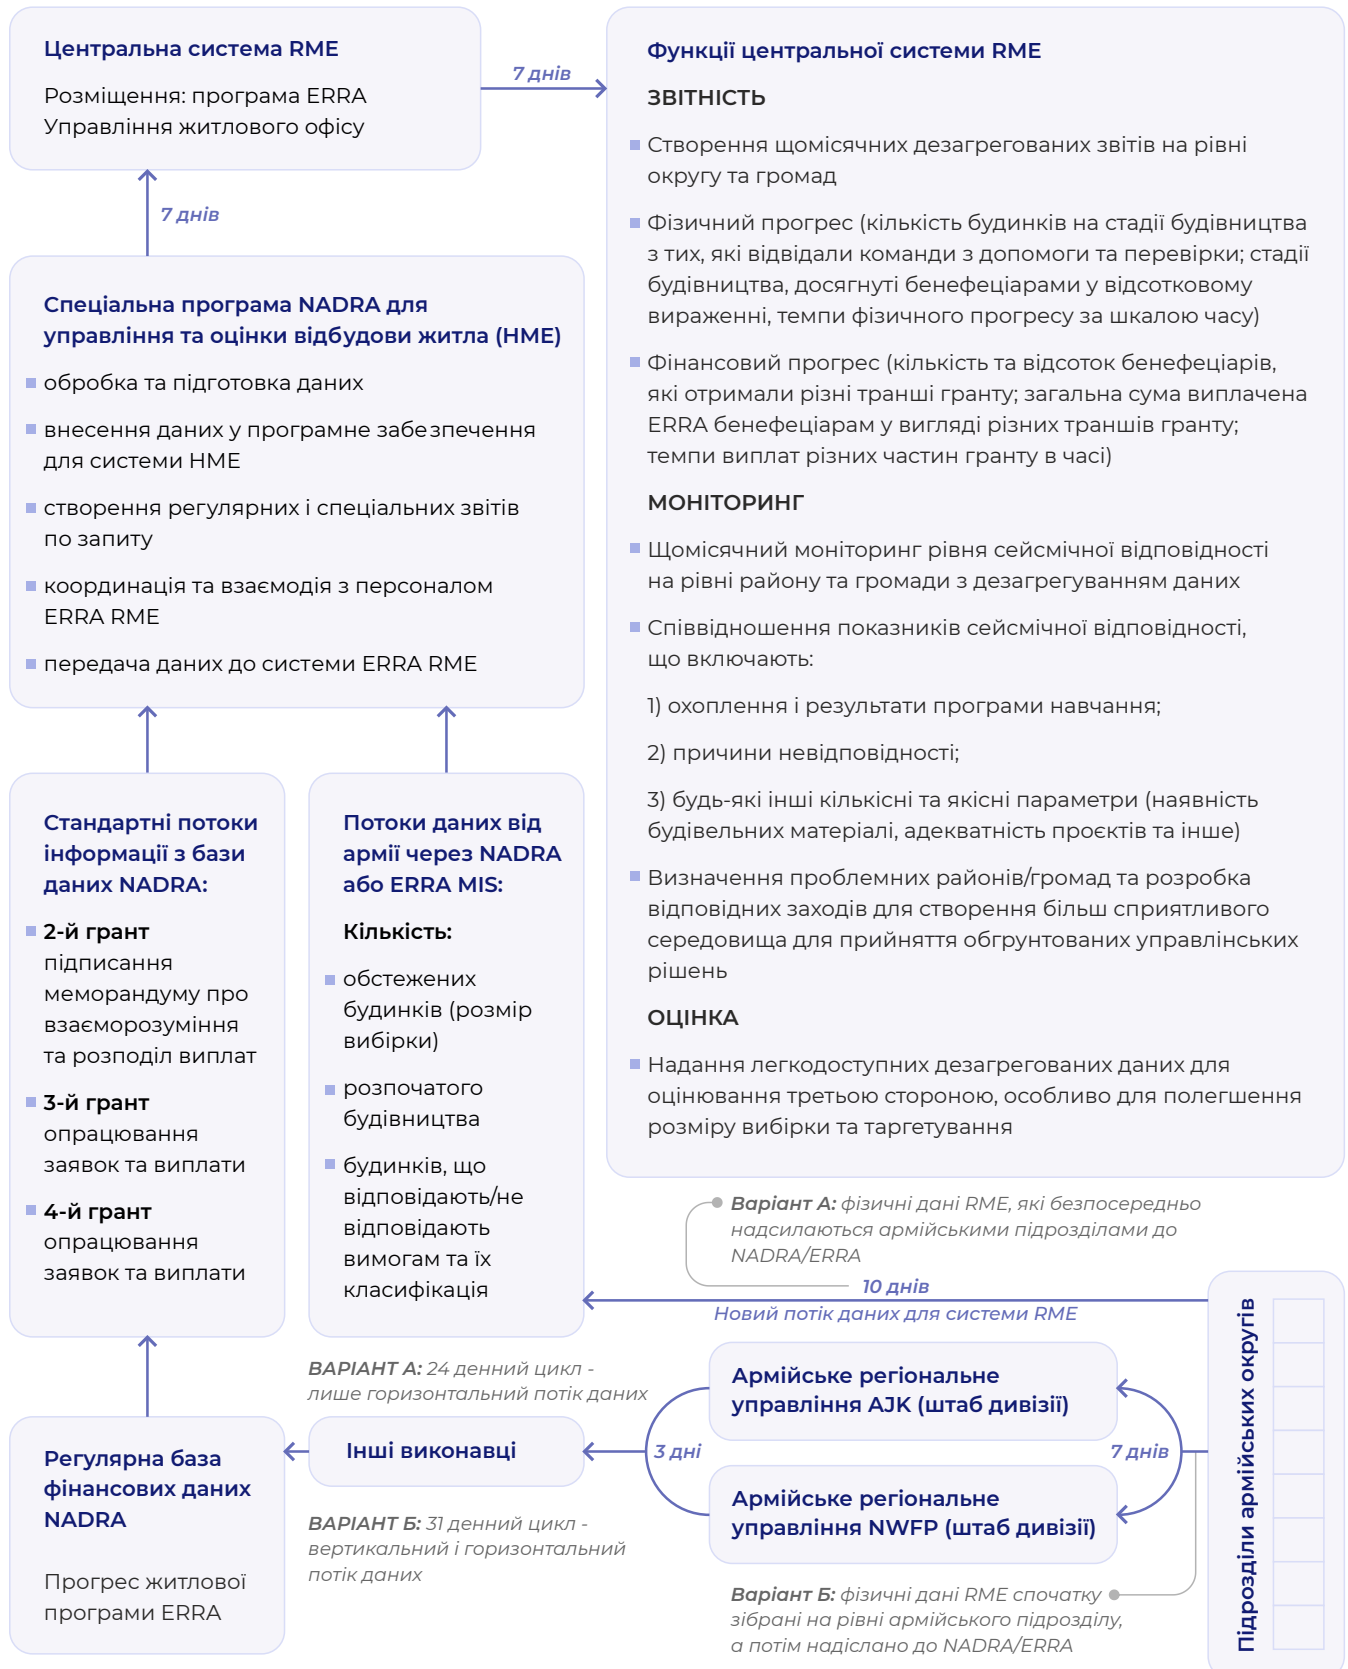 Центральна система RME
Розміщення: програма ERRA
Управління житлового офісу
7 днів
7 днів
Спеціальна програма NADRA для
управління та оцінки відбудови житла (HME)
обробка та підготовка даних
внесення даних у програмне забезпечення
для системи HME
створення регулярних і спеціальних звітів
по запиту
координація та взаємодія з персоналом
ERRA RME
передача даних до системи ERRA RME
Функції центральної системи RME
ЗВІТНІСТЬ
Створення щомісячних дезагрегованих звітів на рівні
округу та громад
Фізичний прогрес (кількість будинків на стадії будівництва
з тих, які відвідали команди з допомоги та перевірки; стадії
будівництва, досягнуті бенефеціарами у відсотковому
вираженні, темпи фізичного прогресу за шкалою часу)
Фінансовий прогрес (кількість та відсоток бенефеціарів,
які отримали різні транші гранту; загальна сума виплачена
ERRA бенефеціарам у вигляді різних траншів гранту;
темпи виплат різних частин гранту в часі)
МОНІТОРИНГ
Щомісячний моніторинг рівня сейсмічної відповідності
на рівні району та громади з дезагрегуванням даних
Співвідношення показників сейсмічної відповідності,
що включають:
1) охоплення і результати програми навчання;
2) причини невідповідності;
3) будь-які інші кількісні та якісні параметри (наявність
будівельних матеріалі, адекватність проєктів та інше)
Визначення проблемних районів/громад та розробка
відповідних заходів для створення більш сприятливого
середовища для прийняття обгрунтованих управлінських
рішень
ОЦІНКА
Надання легкодоступних дезагрегованих даних для
оцінювання третьою стороною, особливо для полегшення
розміру вибірки та таргетування
Стандартні потоки
інформації з бази
даних NADRA:
2-й грант
підписання
меморандуму про
взаєморозуміння
та розподіл виплат
3-й грант
опрацювання
заявок та виплати
4-й грант
опрацювання
заявок та виплати
Потоки даних від
армії через NADRA
або ERRA MIS:
Кількість:
обстежених
будинків (розмір
вибірки)
розпочатого
будівництва
будинків, що
відповідають/не
відповідають
вимогам та їх
класифікація
Варіант А: фізичні дані RME, які безпосередньо
надсилаються армійськими підрозділами до
NADRA/ERRA
10 днів
Новий потік даних для системи RME
ВАРІАНТ А: 24 денний цикл -
лише горизонтальний потік даних
Армійське регіональне
управління AJK (штаб дивізії)
Інші виконавці
3 дні
7 днів
Армійське регіональне
управління NWFP (штаб дивізії)
Регулярна база
фінансових даних
NADRA
Прогрес житлової
програми ERRA
ВАРІАНТ Б: 31 денний цикл -
вертикальний і горизонтальний
потік даних
Варіант Б: фізичні дані RME спочатку
зібрані на рівні армійського підрозділу,
а потім надіслано до NADRA/ERRA
Підрозділи армійських округів